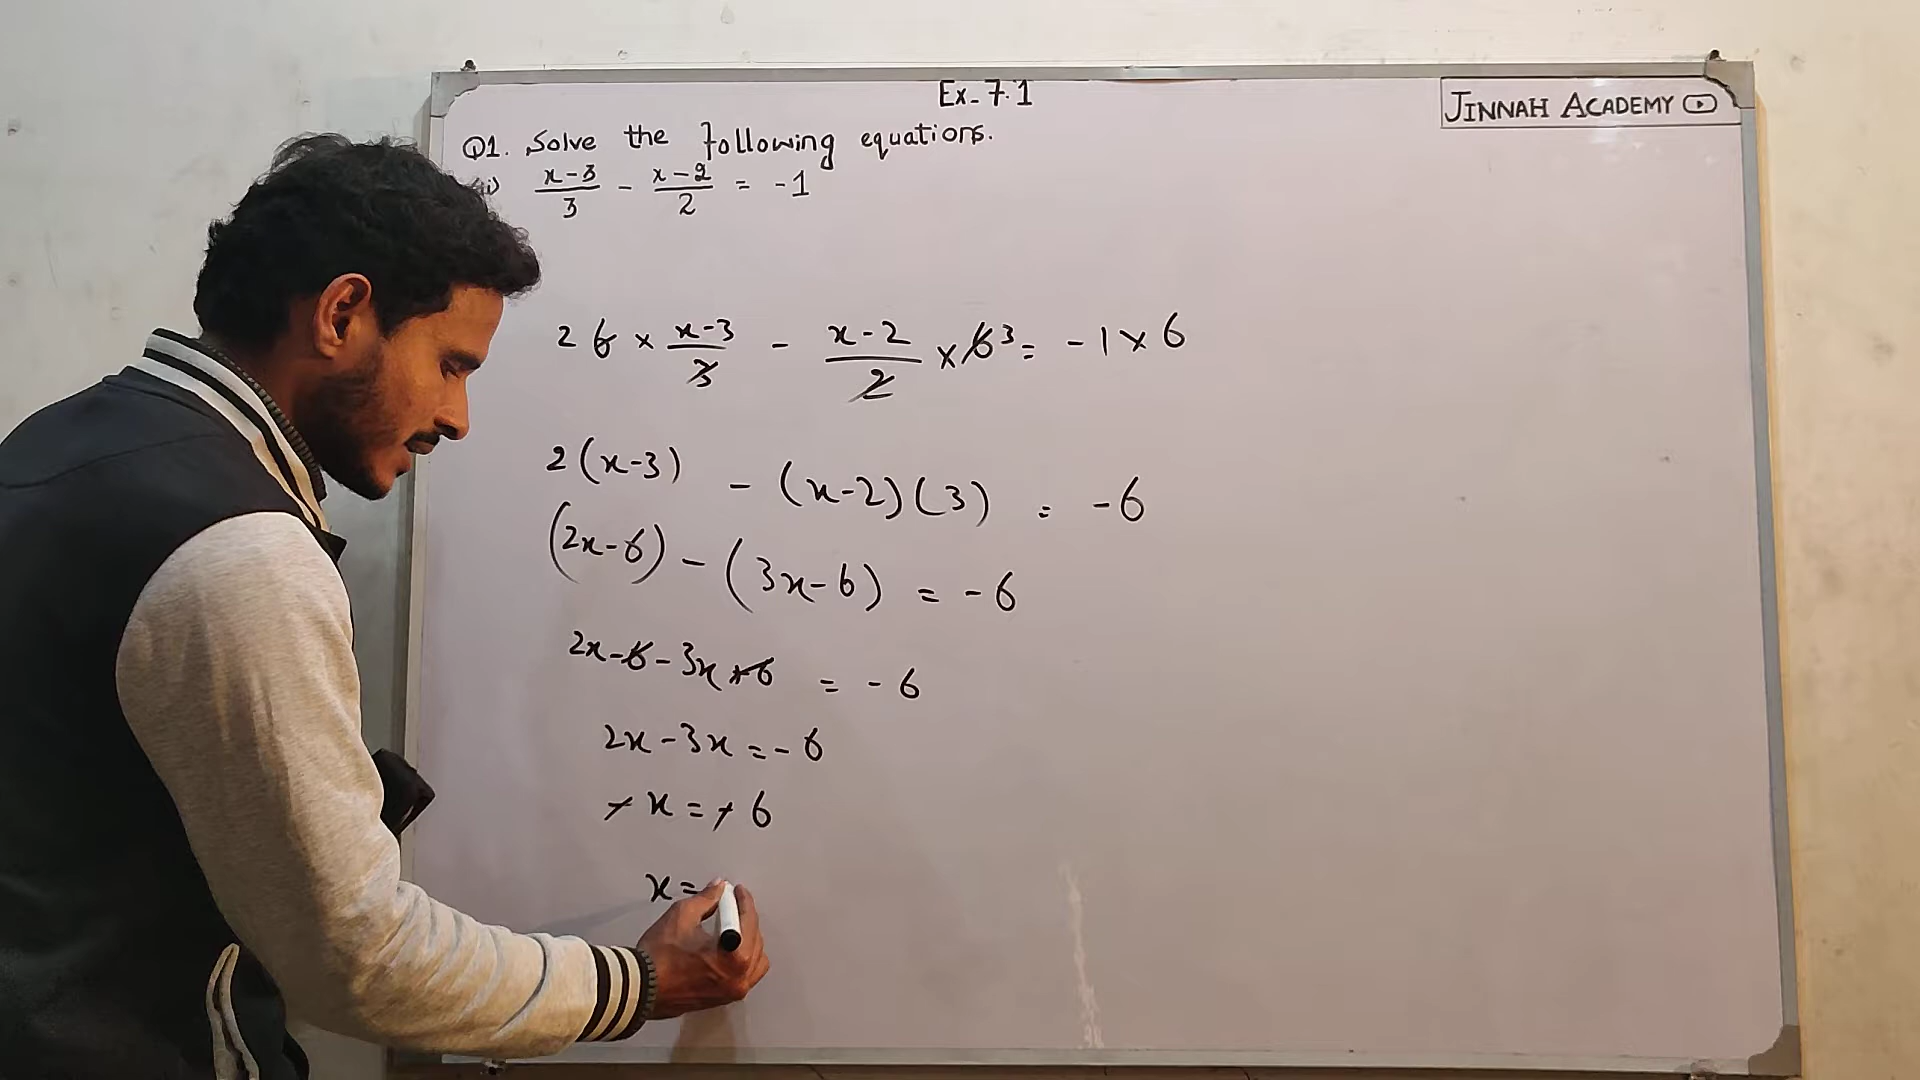 Ex-7.1
JINNAH ACADEMY
Q1. Solve the following equations.
i) x-3/3 - x-2/2 = -1
2 6 × x-3/3 - x-2/2 × 6 3 = -1 × 6
2(x-3) - (x-2)(3) = -6
(2x-6) - (3x-6) = -6
2x-6-3x+6 = -6
2x-3x=-6
-x=-6
x=